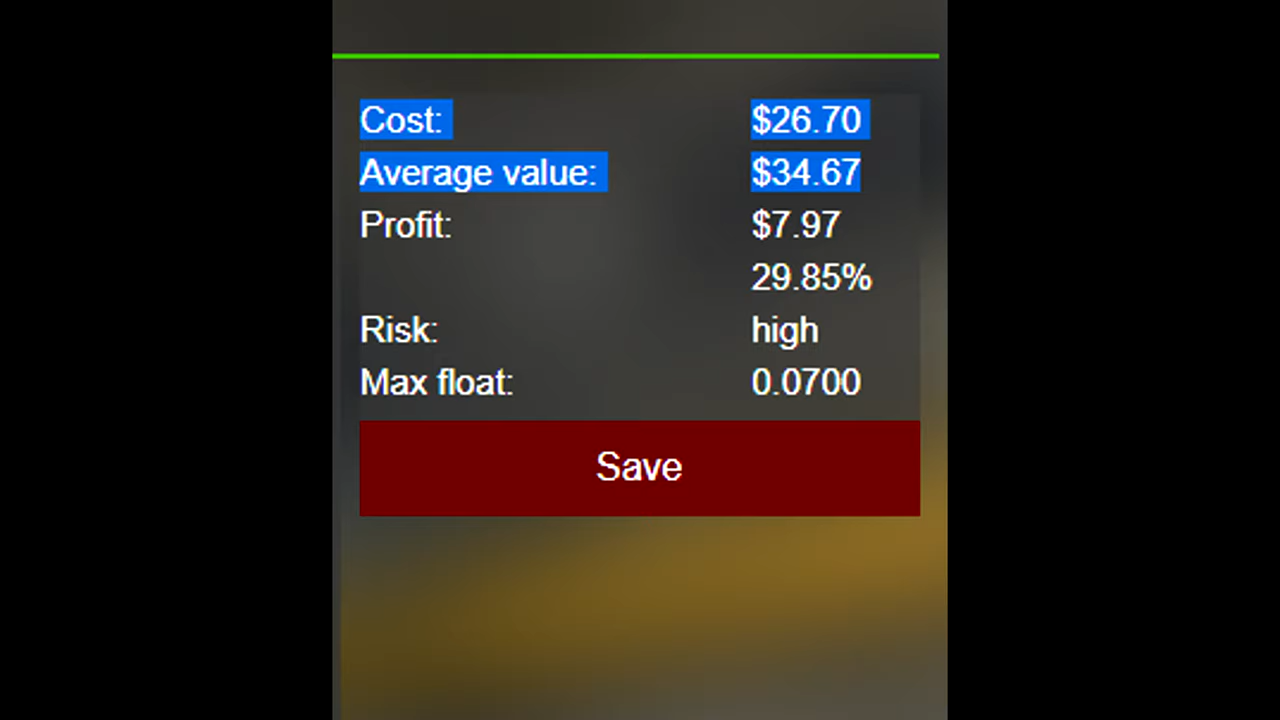 Cost: $26.70
Average value: $34.67
Profit: $7.97
29.85%
Risk: high
Max float: 0.0700
Save